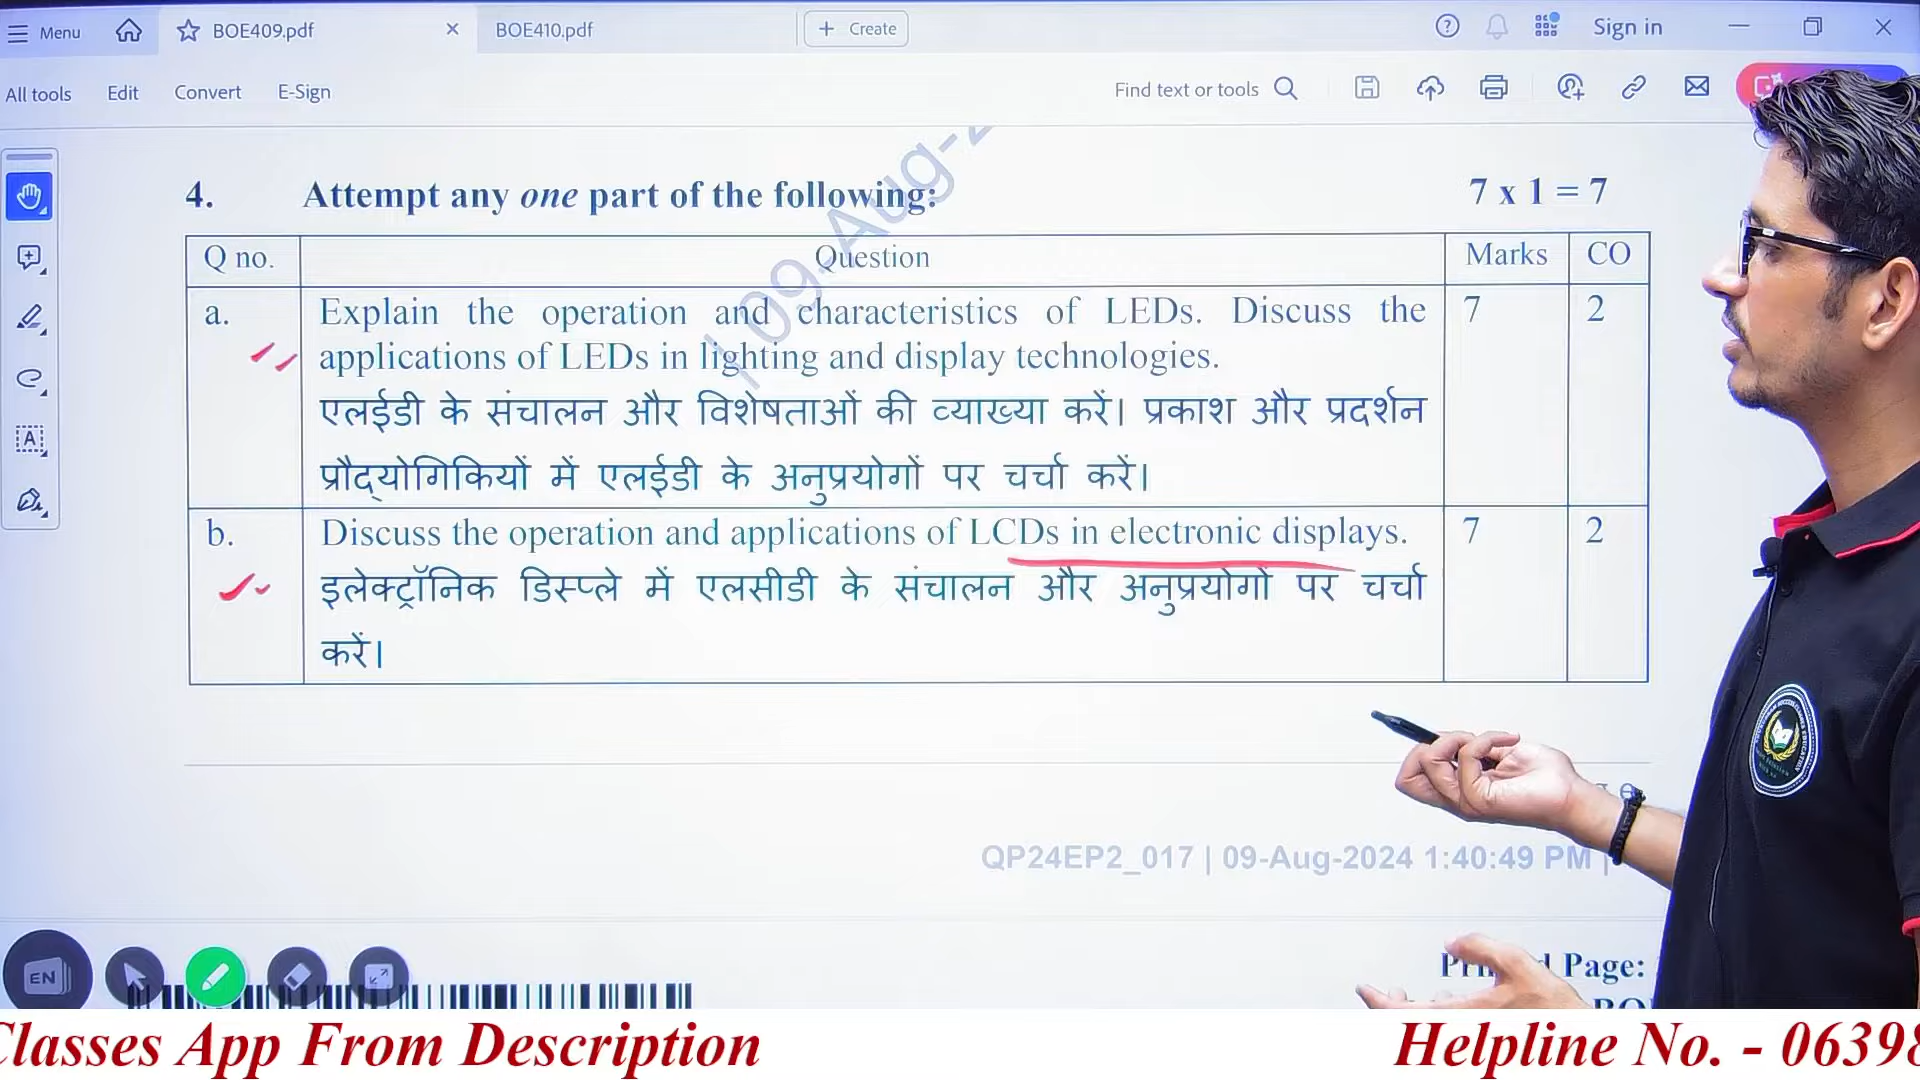 Menu
BOE409.pdf
BOE410.pdf
Create
Sign in
All tools
Edit
Convert
E-Sign
Find text or tools
09-Aug-2
4. Attempt any one part of the following: 7 x 1 = 7
Q no. Question Marks CO
a. Explain the operation and characteristics of LEDs. Discuss the 7 2
applications of LEDs in lighting and display technologies.
एलईडी के संचालन और विशेषताओं की व्याख्या करें। प्रकाश और प्रदर्शन
प्रौद्योगिकियों में एलईडी के अनुप्रयोगों पर चर्चा करें।
b. Discuss the operation and applications of LCDs in electronic displays. 7 2
इलेक्ट्रॉनिक डिस्प्ले में एलसीडी के संचालन और अनुप्रयोगों पर चर्चा
करें।
QP24EP2_017 | 09-Aug-2024 1:40:49 PM |
Page:
EN
Classes App From Description
Helpline No. - 06398